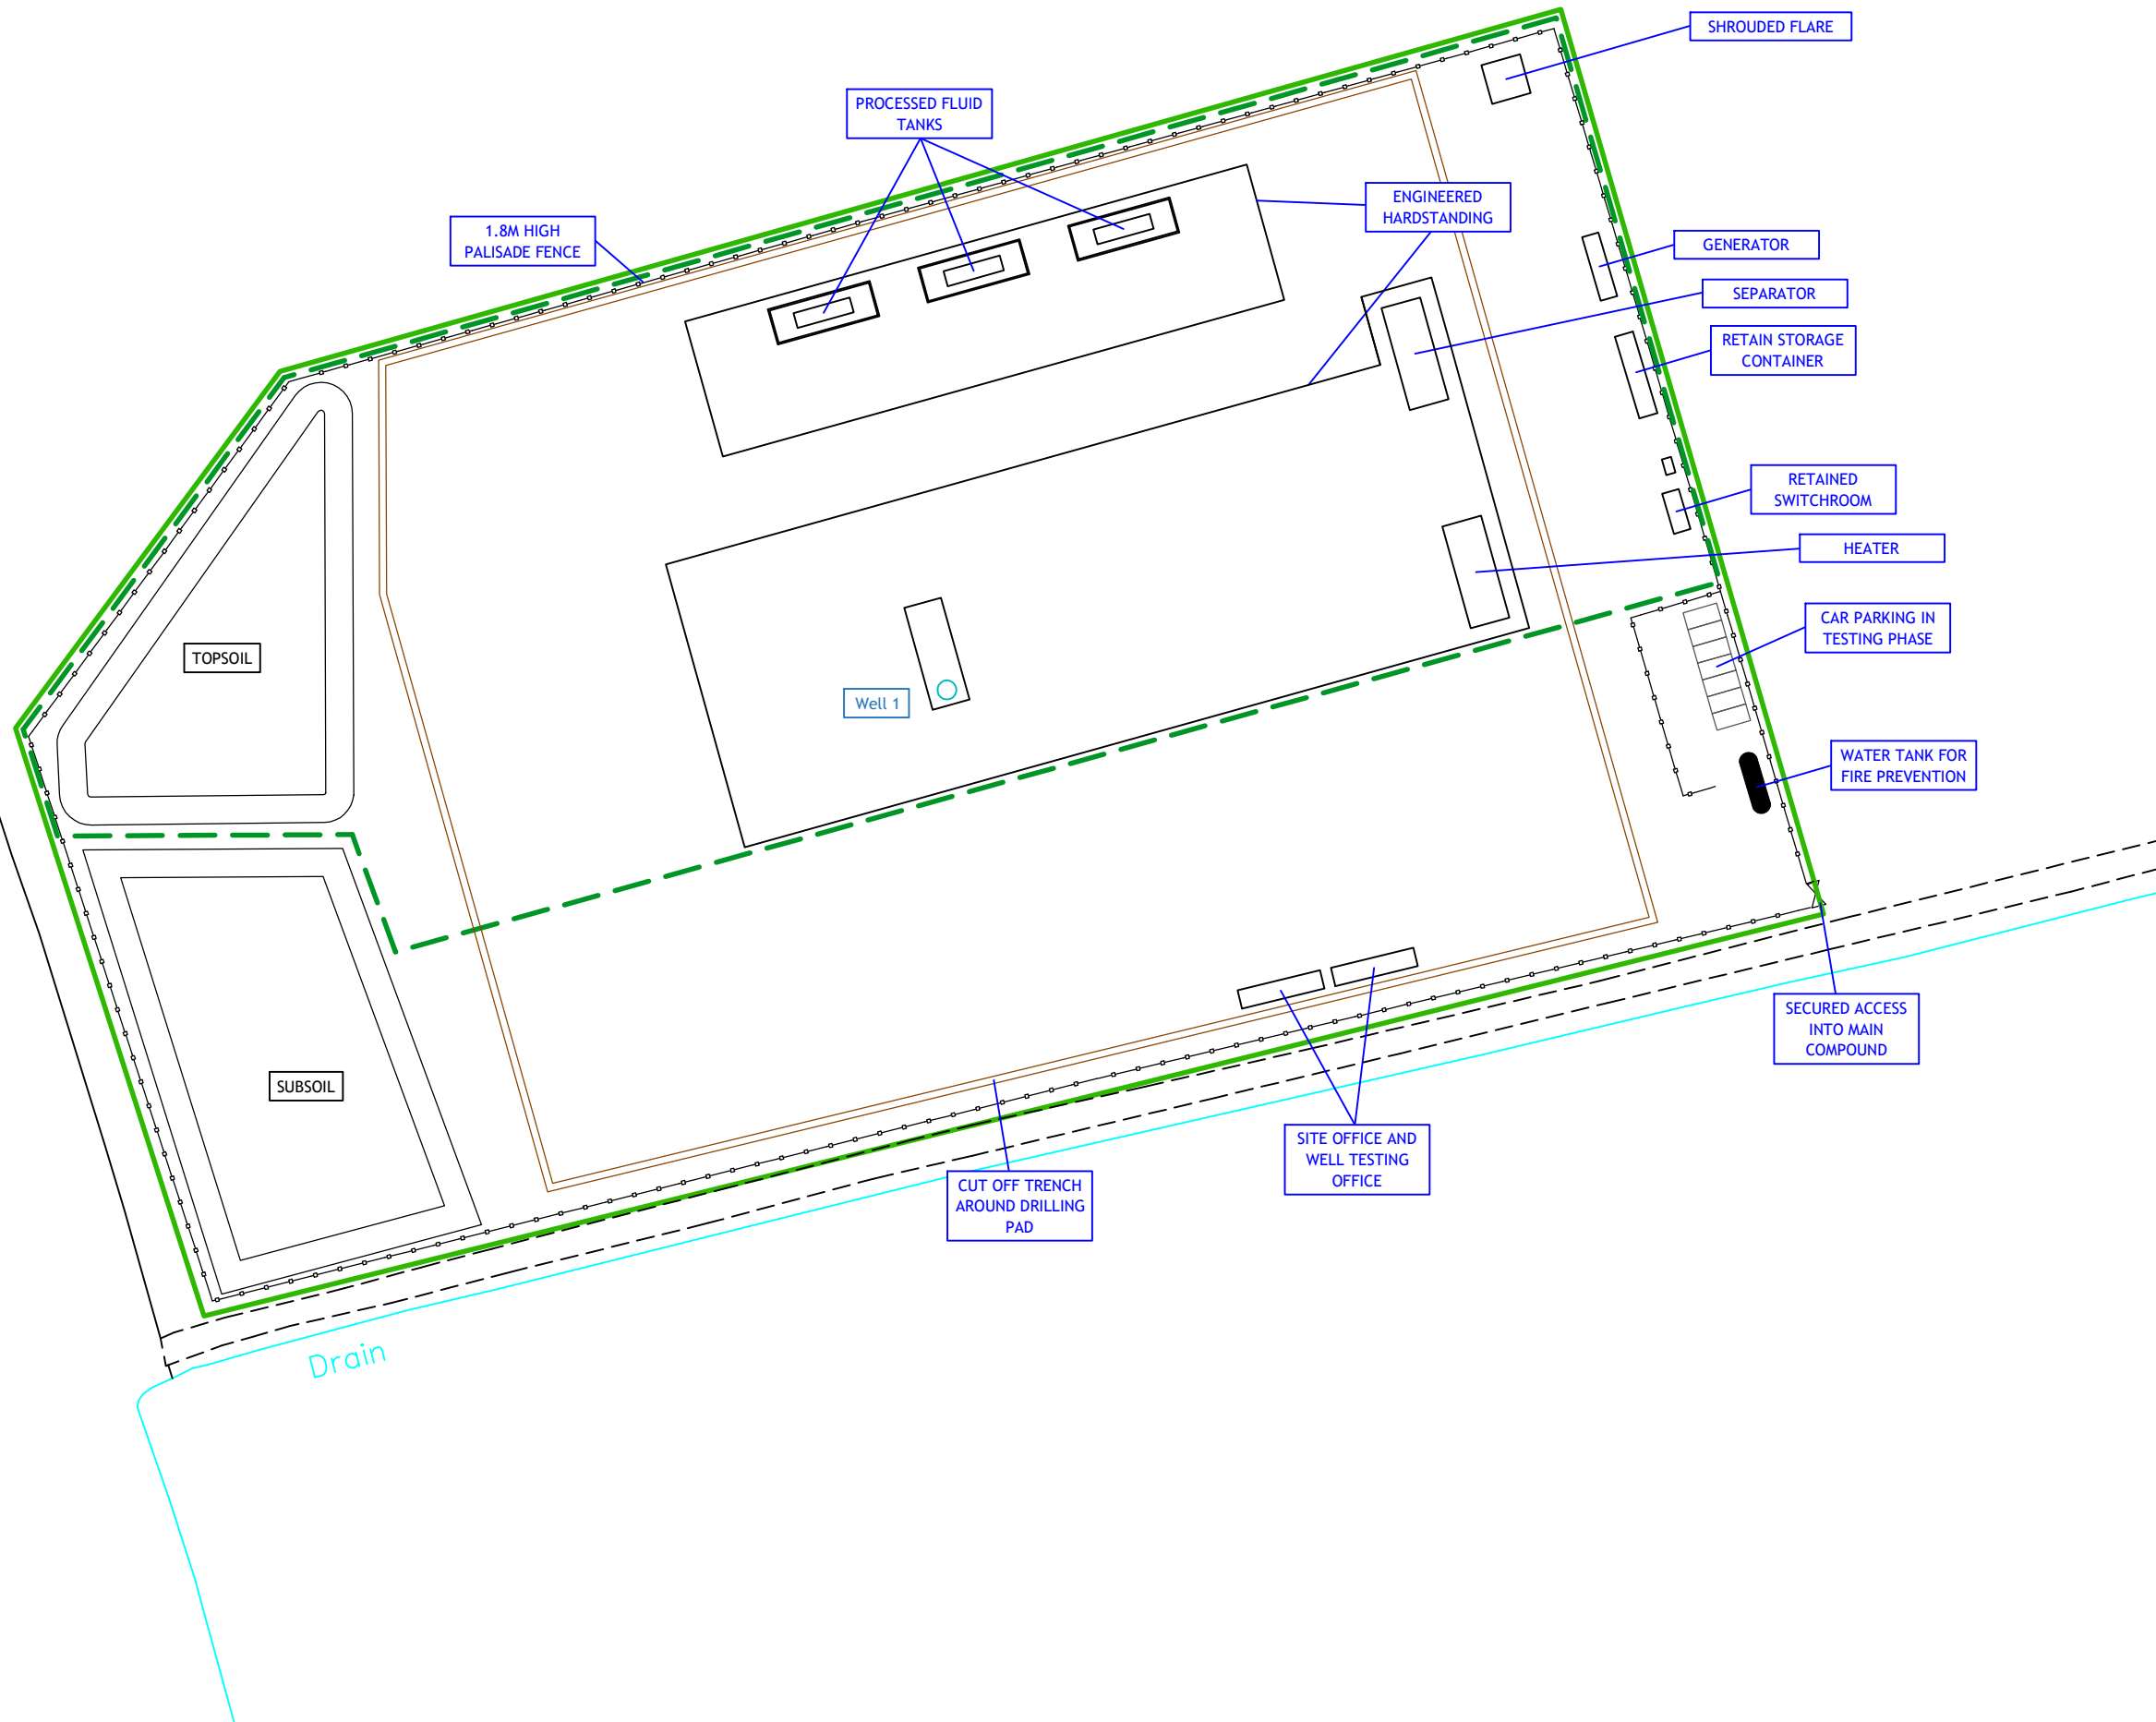 SHROUDED FLARE
PROCESSED FLUID
TANKS
ENGINEERED
HARDSTANDING
1.8M HIGH
PALISADE FENCE
GENERATOR
SEPARATOR
RETAIN STORAGE
CONTAINER
RETAINED
SWITCHROOM
HEATER
CAR PARKING IN
TESTING PHASE
TOPSOIL
Well 1
WATER TANK FOR
FIRE PREVENTION
SECURED ACCESS
INTO MAIN
COMPOUND
SUBSOIL
SITE OFFICE AND
WELL TESTING
OFFICE
CUT OFF TRENCH
AROUND DRILLING
PAD
Drain